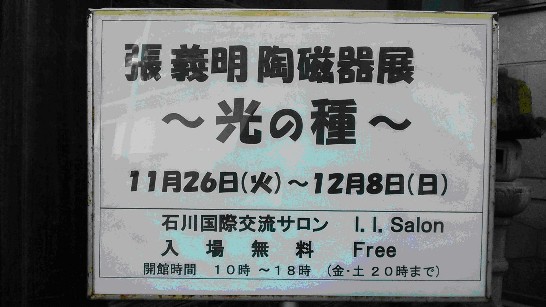 張義明 陶磁器展
～光の種～
11月26日(火)～12月8日(日)
石川国際交流サロン I.I.Salon
入場無料 Free
開館時間 10時～18時 (金・土20時まで)